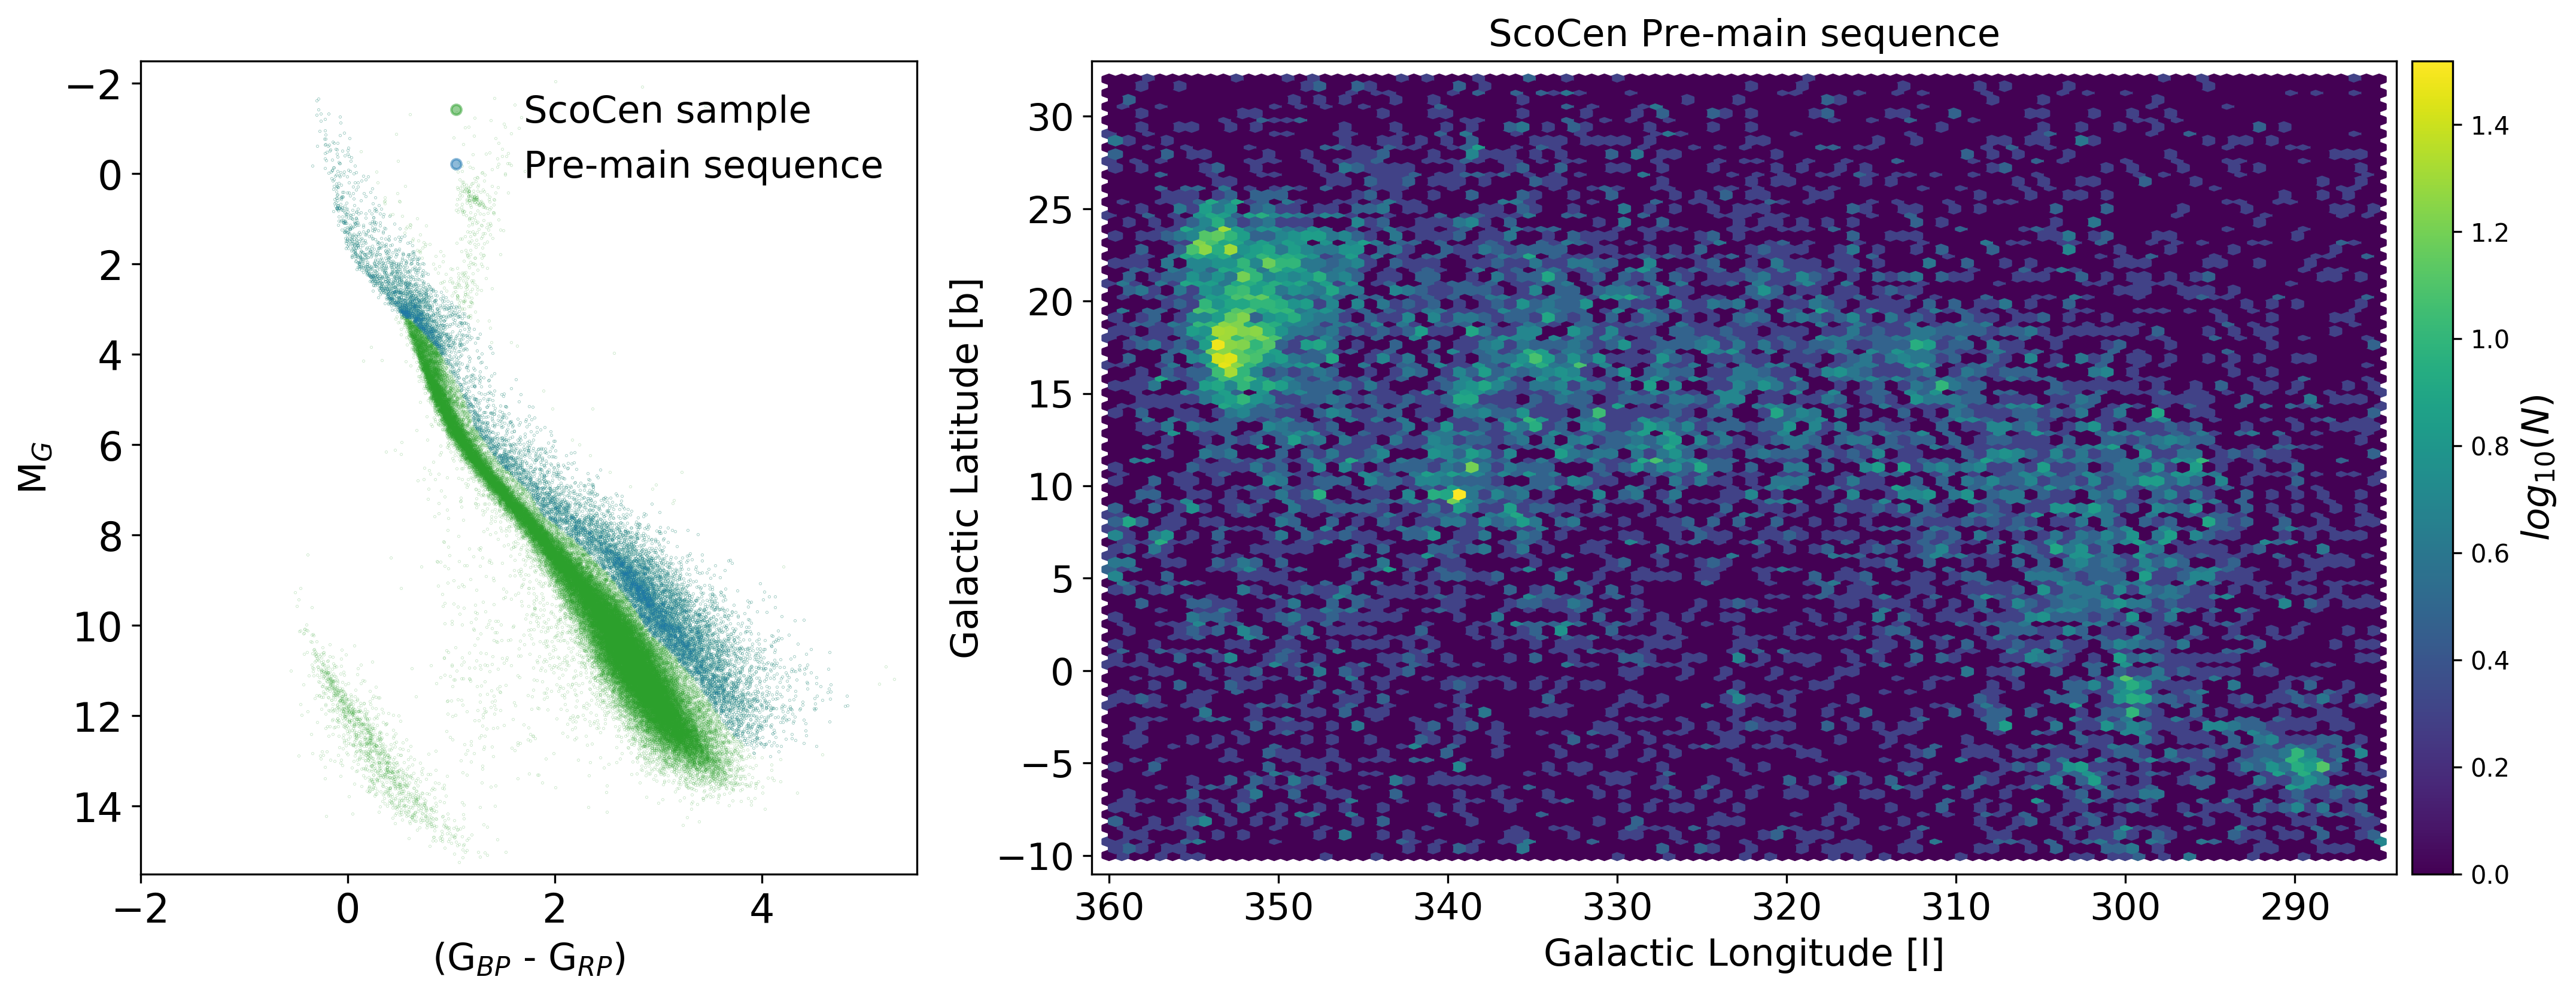 ScoCen Pre-main sequence
ScoCen sample
Pre-main sequence
−2
0
2
4
6
8
10
12
14
M_G
−2 0 2 4
(G_BP - G_RP)
30
25
20
15
10
5
0
−5
−10
Galactic Latitude [b]
360 350 340 330 320 310 300 290
Galactic Longitude [l]
1.4
1.2
1.0
0.8
0.6
0.4
0.2
0.0
log₁₀(N)